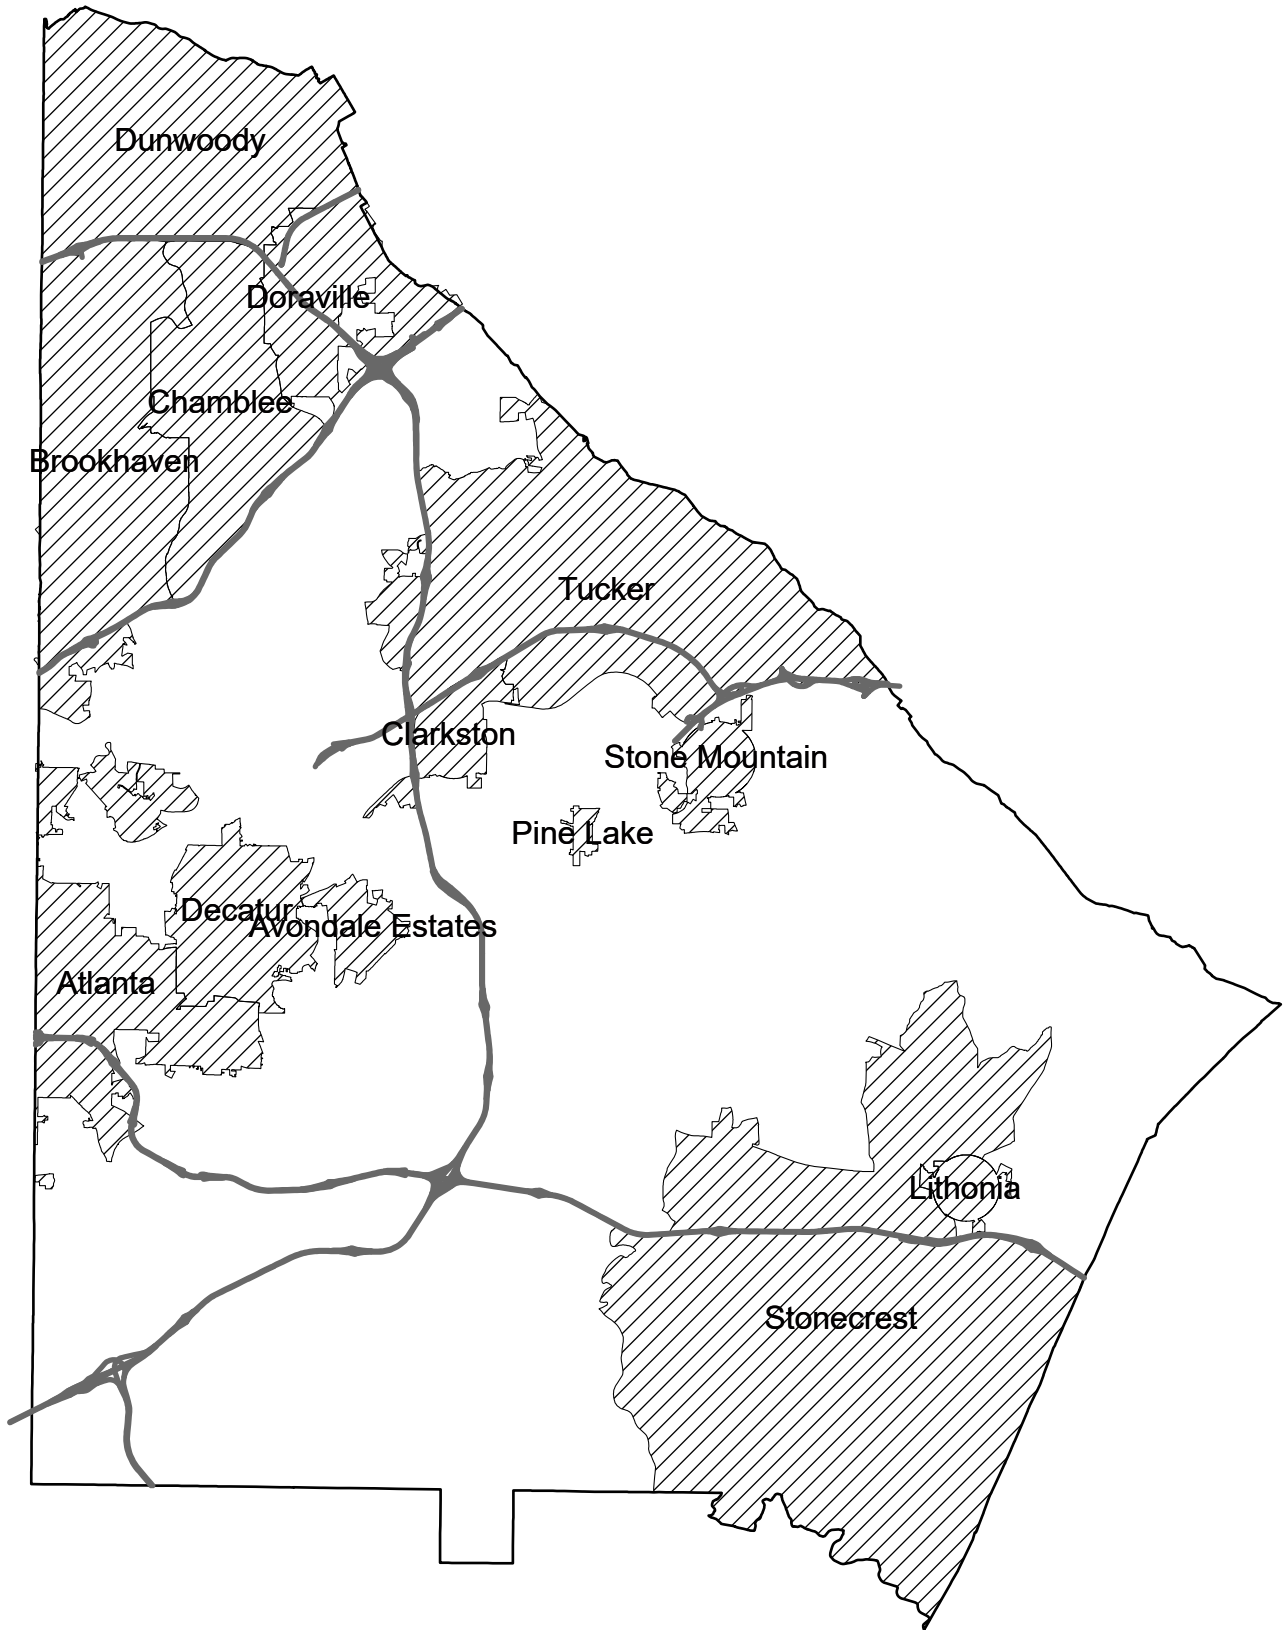 Dunwoody
Doraville
Chamblee
Brookhaven
Tucker
Clarkston
Stone Mountain
Pine Lake
Decatur
Avondale Estates
Atlanta
Lithonia
Stonecrest